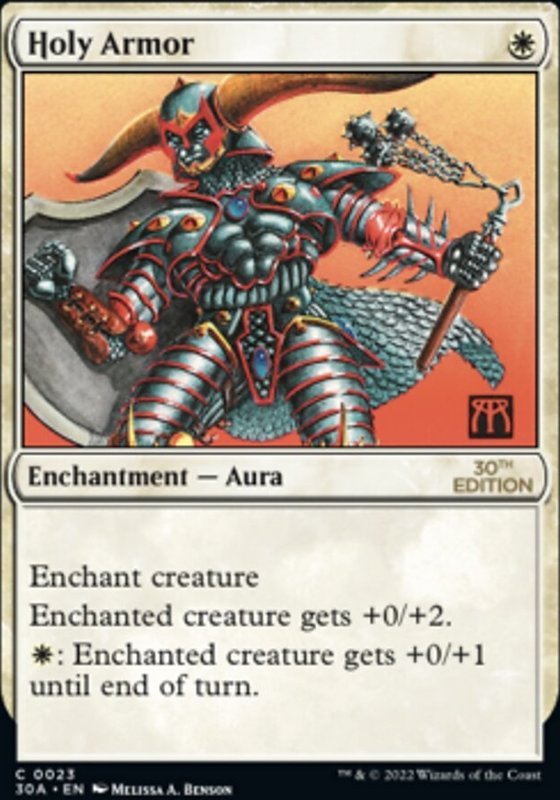 Holy Armor
30TH
EDITION
Enchantment — Aura
Enchant creature
Enchanted creature gets +0/+2.
: Enchanted creature gets +0/+1
until end of turn.
C 0023
30A • EN MELISSA A. BENSON
™ & © 2022 Wizards of the Coast